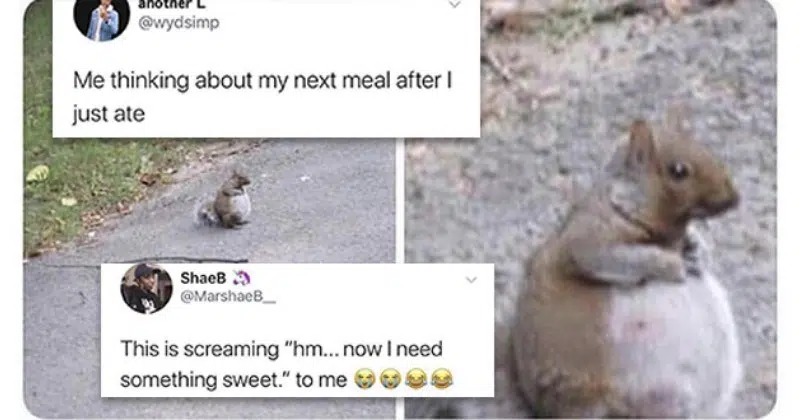 another L
@wydsimp
Me thinking about my next meal after I
just ate
ShaeB 🦄
@MarshaeB__
This is screaming “hm... now I need
something sweet.“ to me 😭😭😂😂